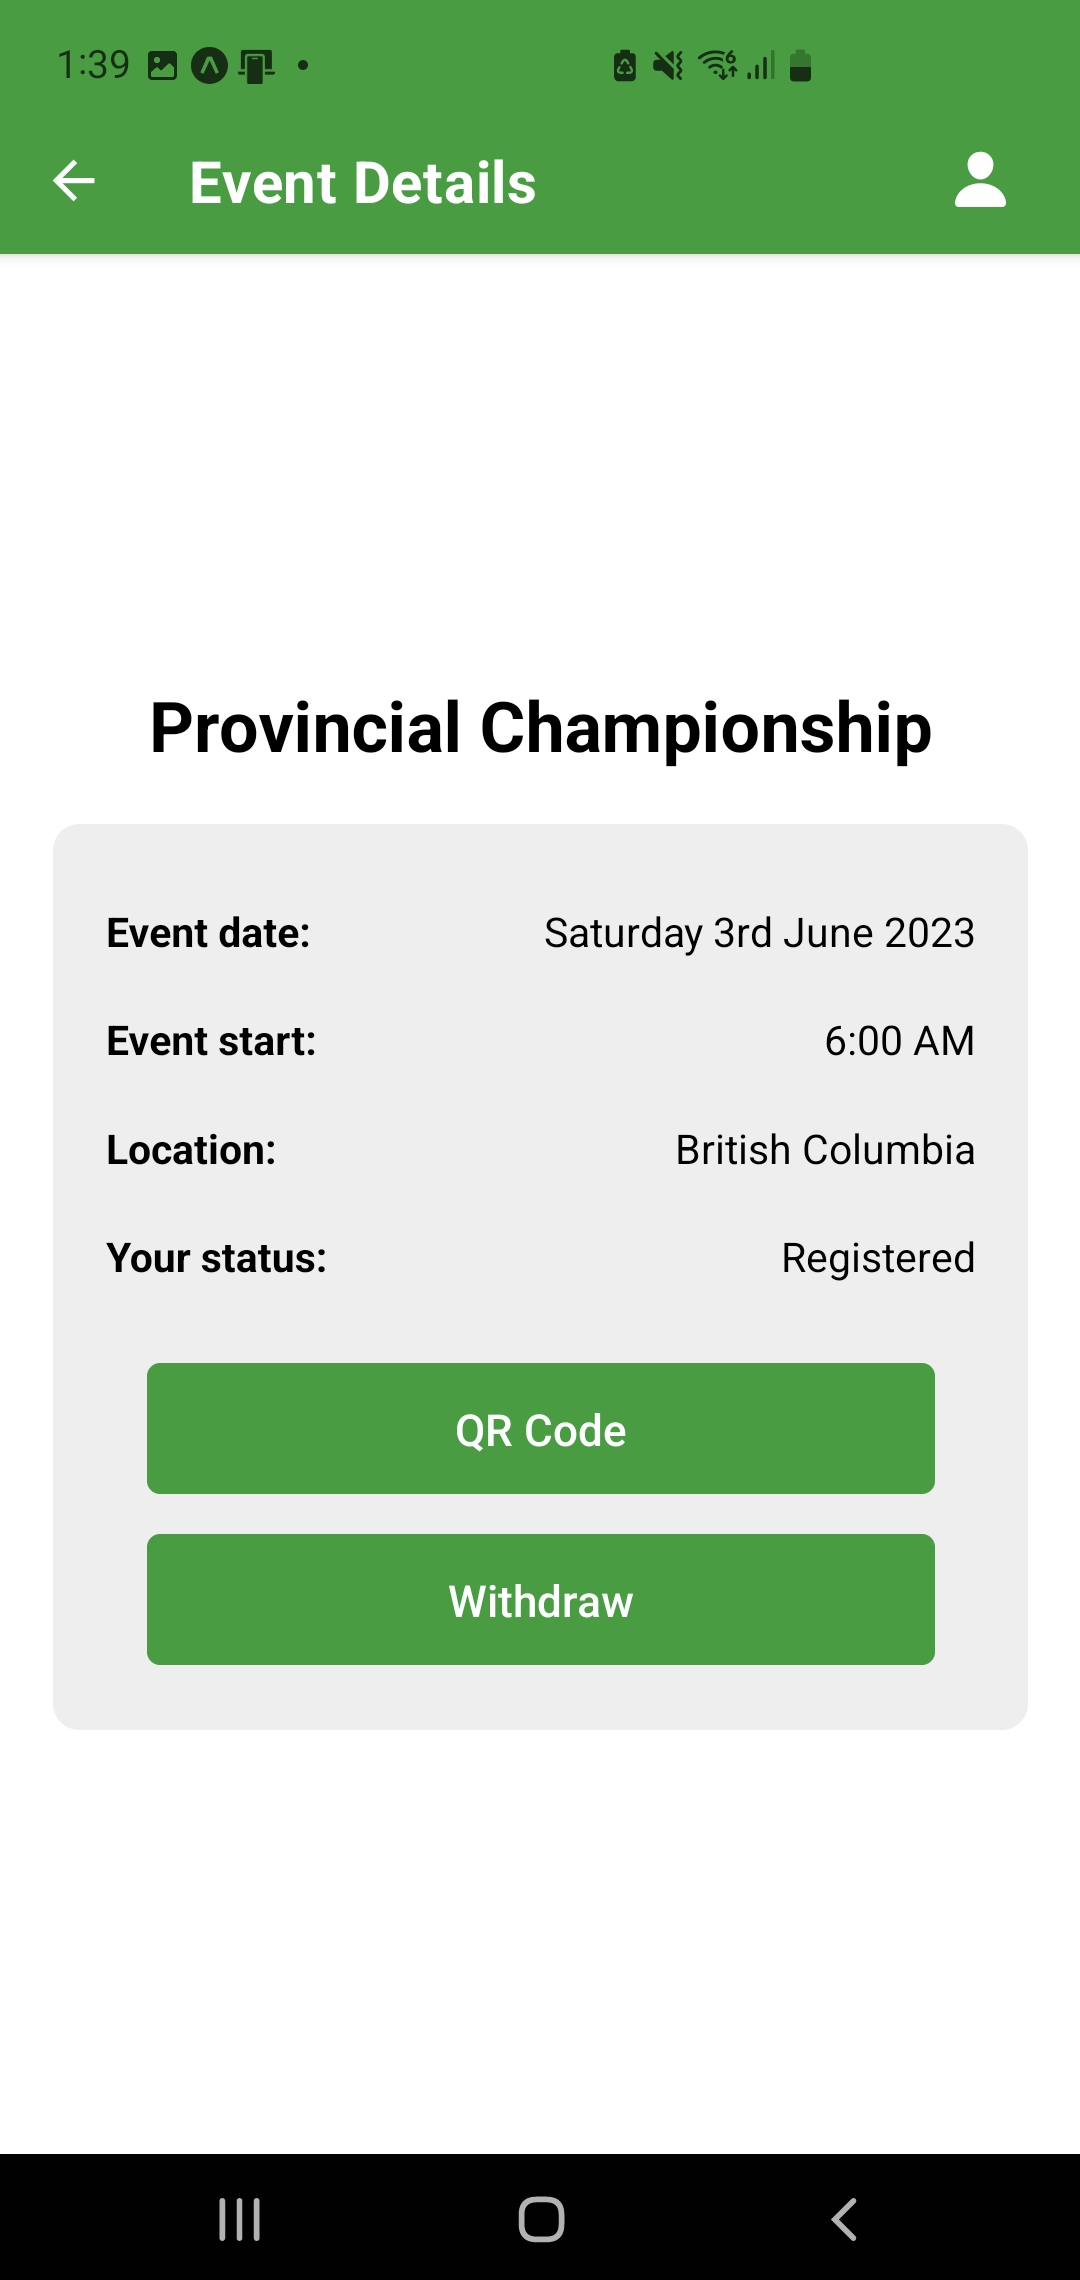 1:39
Event Details
Provincial Championship
Event date: Saturday 3rd June 2023
Event start: 6:00 AM
Location: British Columbia
Your status: Registered
QR Code
Withdraw